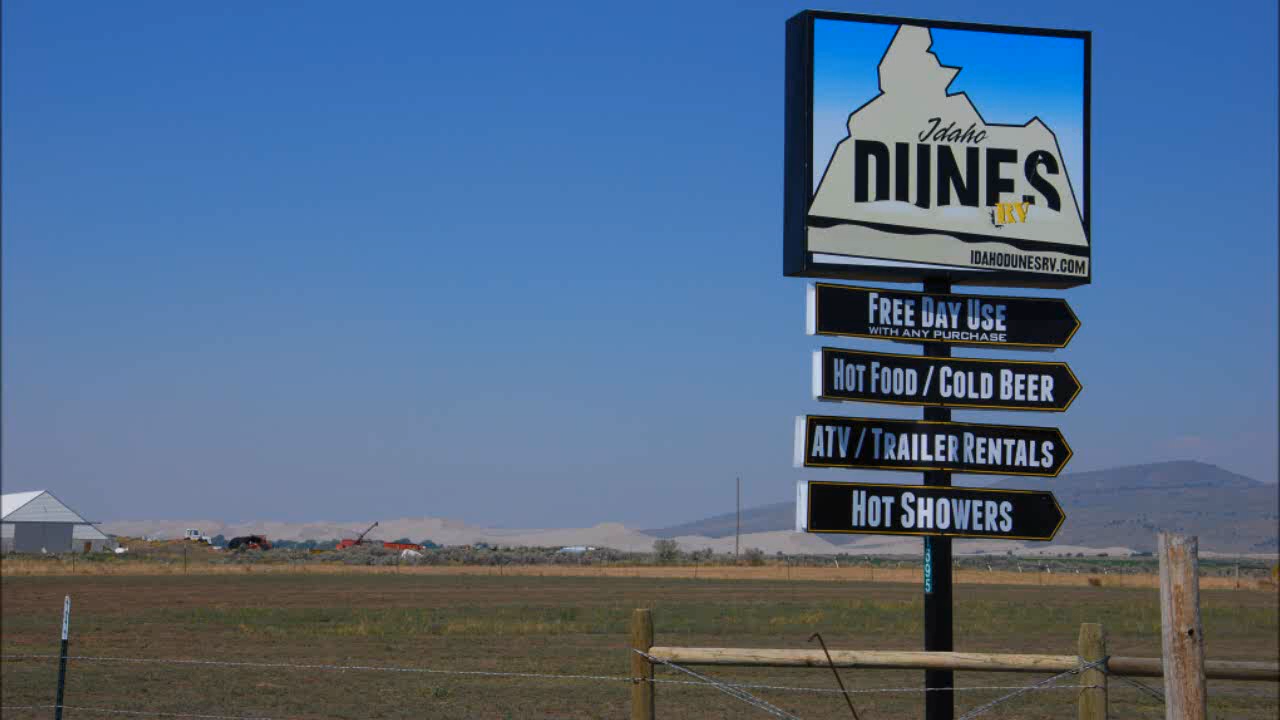 Idaho
DUNES
RV
IDAHODUNESRV.COM
FREE DAY USE
WITH ANY PURCHASE
HOT FOOD / COLD BEER
ATV / TRAILER RENTALS
HOT SHOWERS